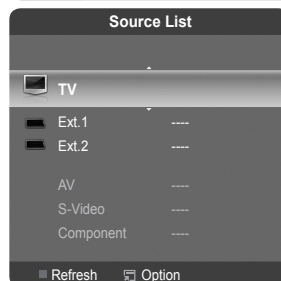 Source List
TV
Ext.1 ----
Ext.2 ----
AV ----
S-Video ----
Component ----
Refresh Option